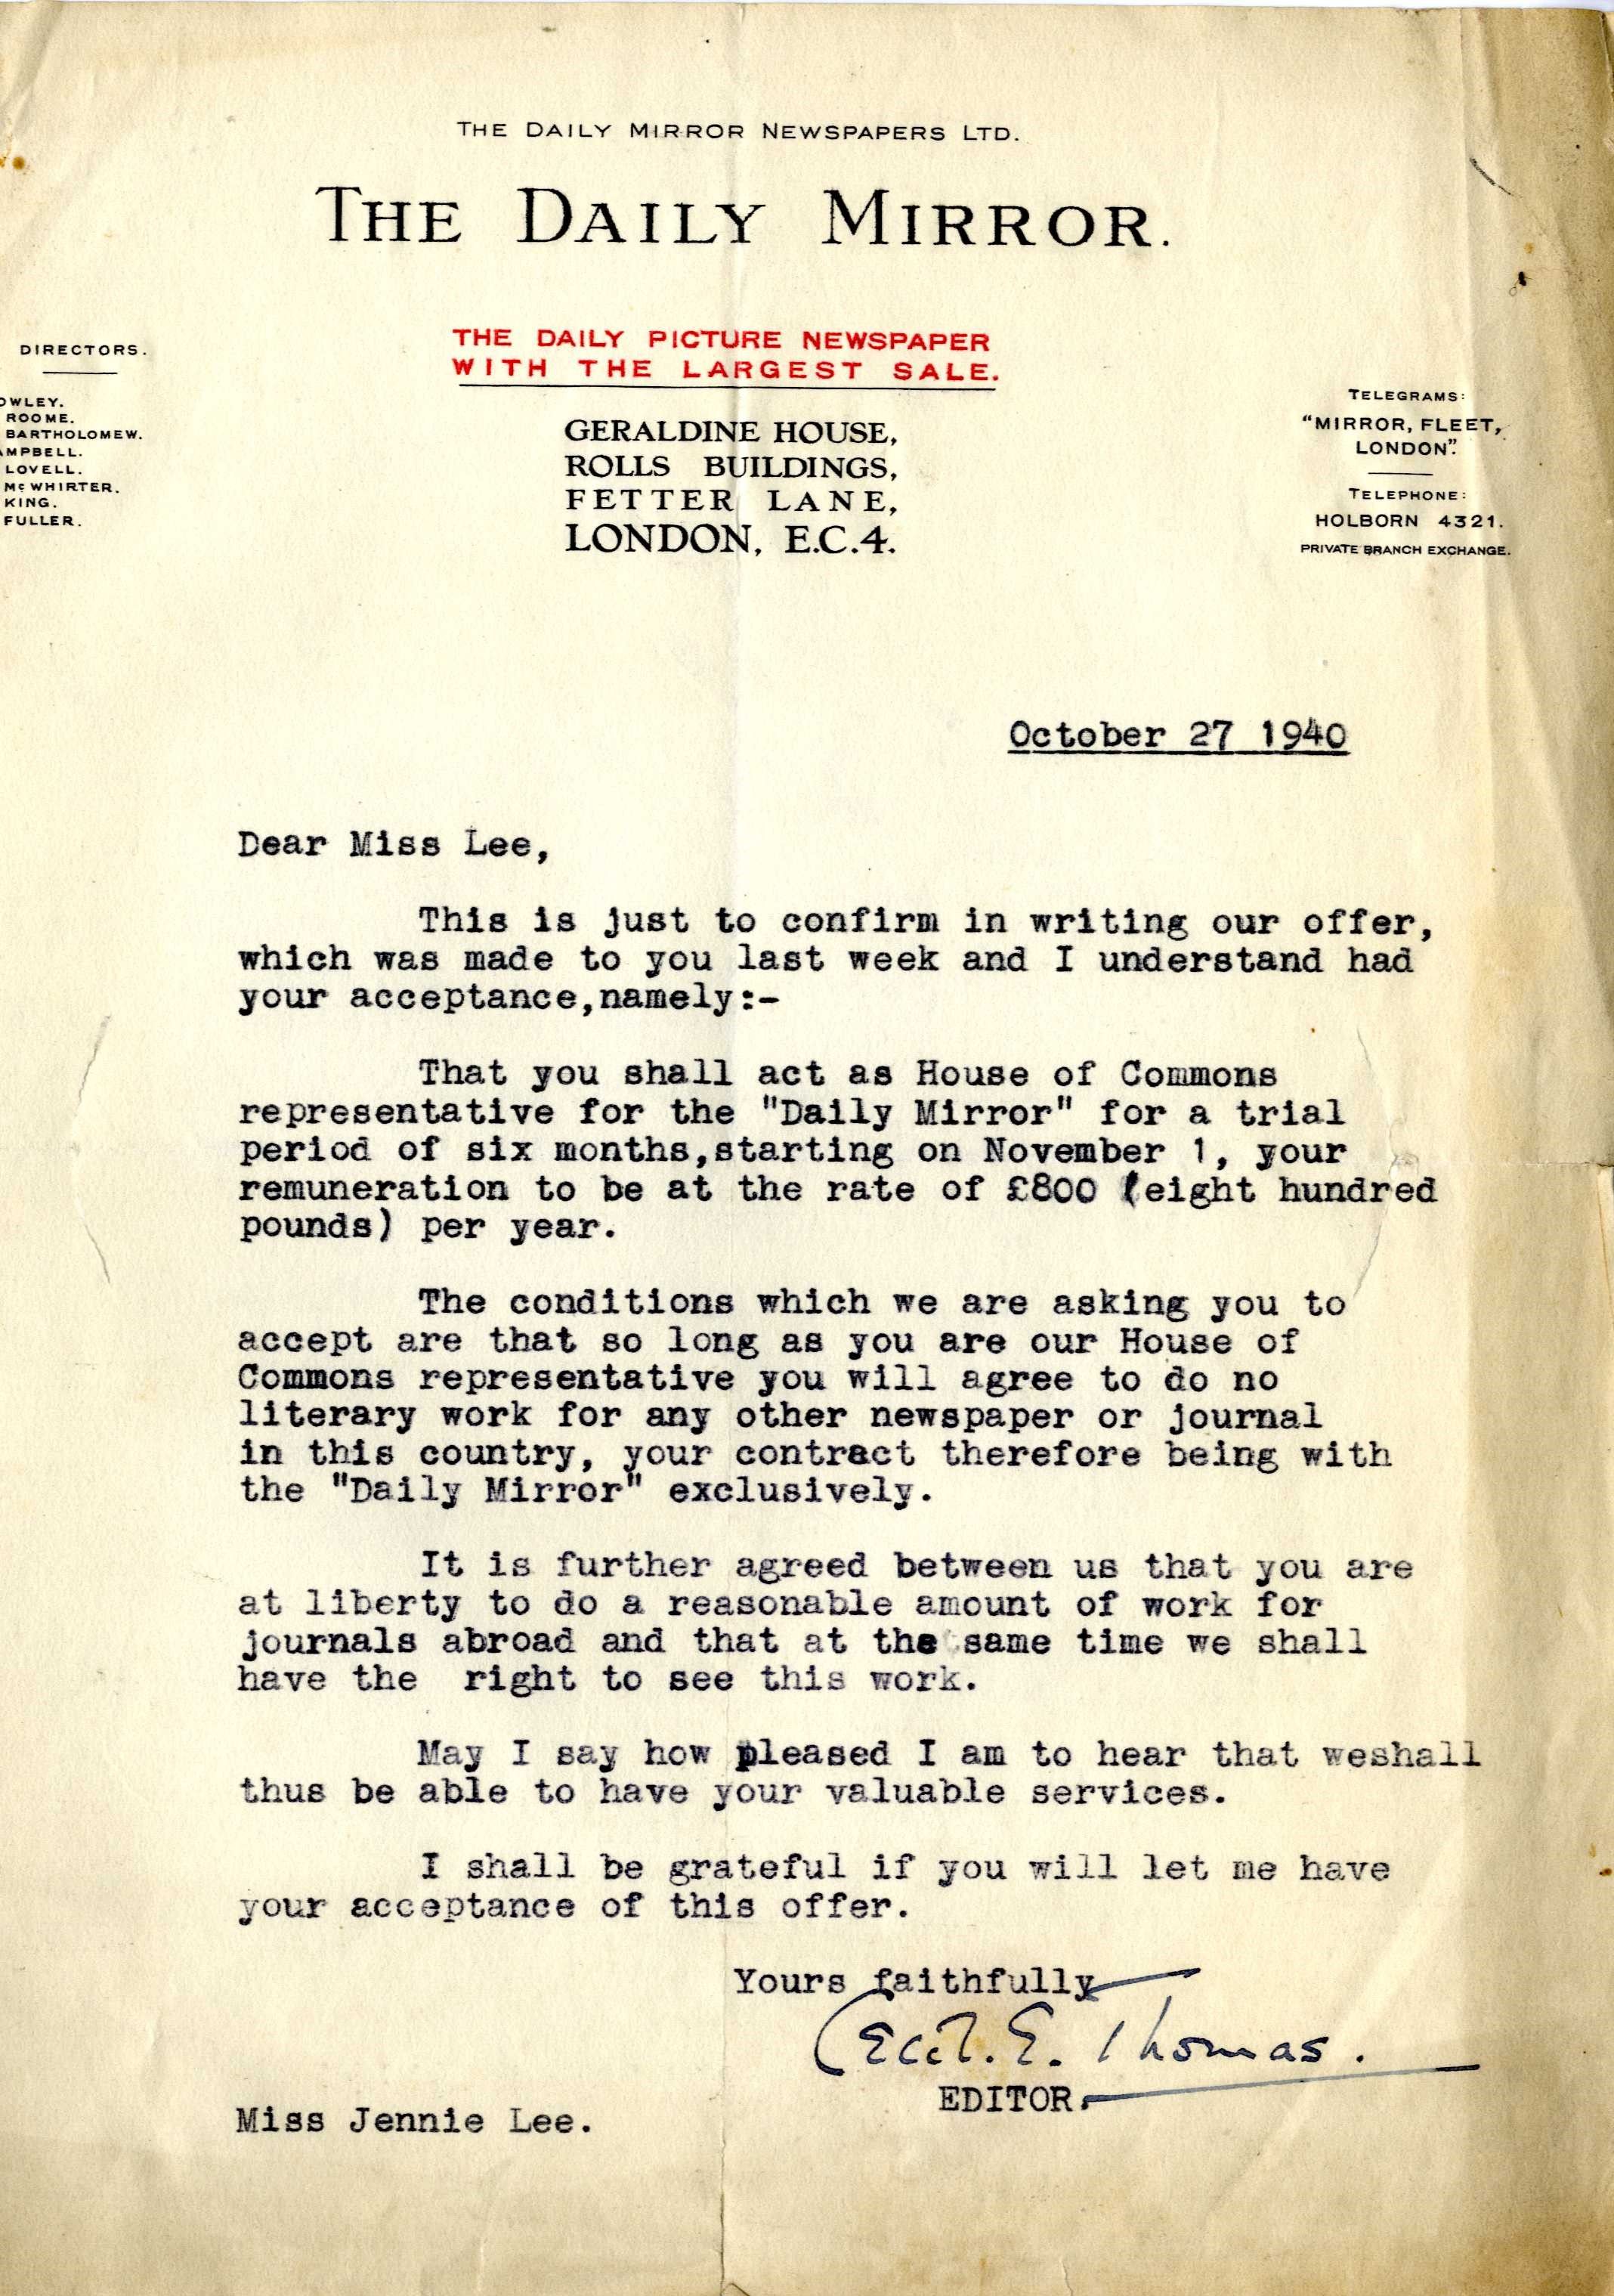 THE DAILY MIRROR NEWSPAPERS LTD.
THE DAILY MIRROR.
THE DAILY PICTURE NEWSPAPER
WITH THE LARGEST SALE.
GERALDINE HOUSE,
ROLLS BUILDINGS,
FETTER LANE,
LONDON, E.C.4.
DIRECTORS.
OWLEY.
ROOME.
BARTHOLOMEW.
AMPBELL.
LOVELL.
McWHIRTER.
KING.
FULLER.
TELEGRAMS:
"MIRROR, FLEET,
LONDON".
TELEPHONE:
HOLBORN 4321.
PRIVATE BRANCH EXCHANGE.
October 27 1940
Dear Miss Lee,
This is just to confirm in writing our offer,
which was made to you last week and I understand had
your acceptance,namely:-
That you shall act as House of Commons
representative for the "Daily Mirror" for a trial
period of six months,starting on November 1, your
remuneration to be at the rate of £800 (eight hundred
pounds) per year.
The conditions which we are asking you to
accept are that so long as you are our House of
Commons representative you will agree to do no
literary work for any other newspaper or journal
in this country, your contract therefore being with
the "Daily Mirror" exclusively.
It is further agreed between us that you are
at liberty to do a reasonable amount of work for
journals abroad and that at the same time we shall
have the right to see this work.
May I say how pleased I am to hear that weshall
thus be able to have your valuable services.
I shall be grateful if you will let me have
your acceptance of this offer.
Yours faithfully
Cecil. E. Thomas.
EDITOR.
Miss Jennie Lee.